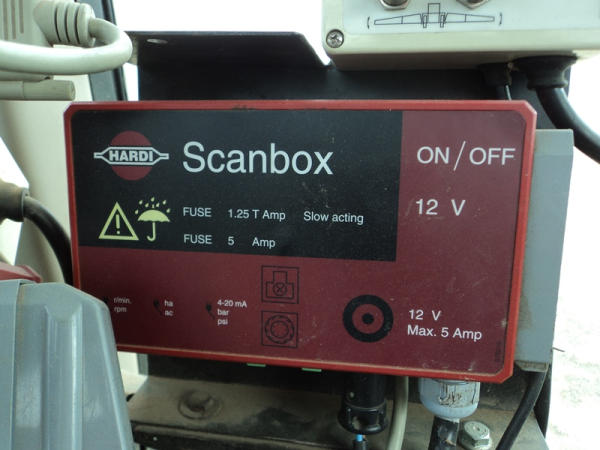 HARDI
Scanbox
ON/OFF
12 V
FUSE 1.25 T Amp Slow acting
FUSE 5 Amp
r/min.
rpm
ha
ac
4-20 mA
bar
psi
12 V
Max. 5 Amp